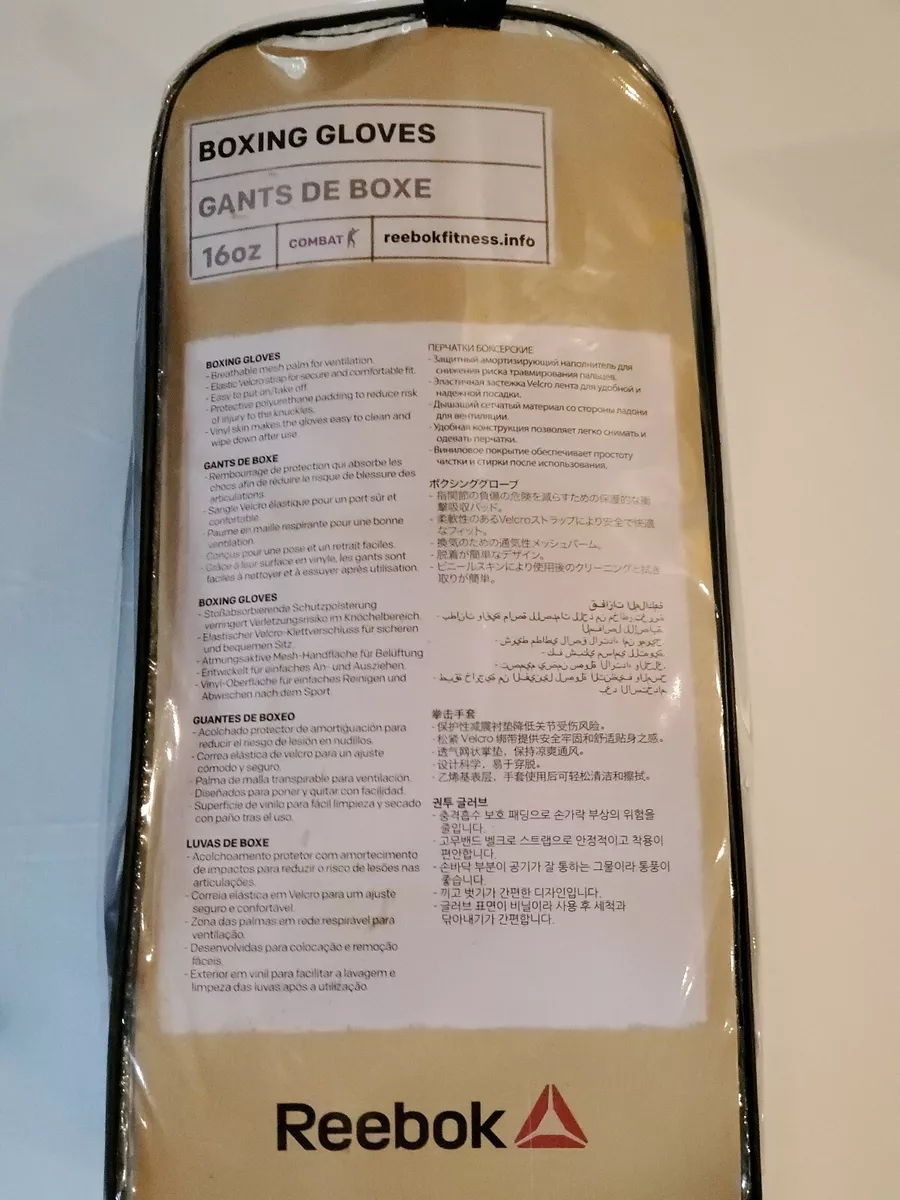 BOXING GLOVES
GANTS DE BOXE
16oz
COMBAT
reebokfitness.info
BOXING GLOVES
- Breathable mesh palm for ventilation.
- Elastic Velcro strap for secure and comfortable fit.
- Easy to put on/take off.
- Protective polyurethane padding to reduce risk
of injury to the knuckles.
- Vinyl skin makes the gloves easy to clean and
wipe down after use.
GANTS DE BOXE
- Rembourrage de protection qui absorbe les
chocs afin de réduire le risque de blessure des
articulations.
- Sangle Velcro élastique pour un port sûr et
confortable.
- Paume en maille respirante pour une bonne
ventilation.
- Conçus pour une pose et un retrait faciles.
- Grâce à leur surface en vinyle, les gants sont
faciles à nettoyer et à essuyer après utilisation.
BOXING GLOVES
- Stoßabsorbierende Schutzpolsterung
verringert Verletzungsrisiko im Knöchelbereich.
- Elastischer Velcro-Klettverschluss für sicheren
und bequemen Sitz.
- Atmungsaktive Mesh-Handfläche für Belüftung
- Entwickelt für einfaches An- und Ausziehen.
- Vinyl-Oberfläche für einfaches Reinigen und
Abwischen nach dem Sport.
GUANTES DE BOXEO
- Acolchado protector de amortiguación para
reducir el riesgo de lesión en nudillos.
- Correa elástica de velcro para un ajuste
cómodo y seguro.
- Palma de malla transpirable para ventilación.
- Diseñados para poner y quitar con facilidad.
- Superficie de vinilo para fácil limpieza y secado
con paño tras el uso.
LUVAS DE BOXE
- Acolchoamento protetor com amortecimento
de impactos para reduzir o risco de lesões nas
articulações.
- Correia elástica em Velcro para um ajuste
seguro e confortável.
- Zona das palmas em rede respirável para
ventilação.
- Desenvolvidas para colocação e remoção
fáceis.
- Exterior em vinil para facilitar a lavagem e
limpeza das luvas após a utilização.
ПЕРЧАТКИ БОКСЕРСКИЕ
- Защитный амортизирующий наполнитель для
снижения риска травмирования пальцев.
- Эластичная застежка Velcro лента для удобной и
надежной посадки.
- Дышащий сетчатый материал со стороны ладони
для вентиляции.
- Удобная конструкция позволяет легко снимать и
одевать перчатки.
- Виниловое покрытие обеспечивает простоту
чистки и стирки после использования.
ボクシンググローブ
- 指関節の負傷の危険を減らすための保護的な衝
撃吸収パッド。
- 柔軟性のあるVelcroストラップにより安全で快適
なフィット。
- 換気のための通気性メッシュパーム。
- 脱着が簡単なデザイン。
- ビニールスキンにより使用後のクリーニングと拭き
取りが簡単。
拳击手套
- 保护性减震衬垫降低关节受伤风险。
- 松紧 Velcro 绑带提供安全牢固和舒适贴身之感。
- 透气网状掌垫，保持凉爽通风。
- 设计科学，易于穿脱。
- 乙烯基表层，手套使用后可轻松清洁和擦拭。
권투 글러브
- 충격흡수 보호 패딩으로 손가락 부상의 위험을
줄입니다.
- 고무밴드 벨크로 스트랩으로 안정적이고 착용이
편안합니다.
- 손바닥 부분이 공기가 잘 통하는 그물이라 통풍이
좋습니다.
- 끼고 벗기가 간편한 디자인입니다.
- 글러브 표면이 비닐이라 사용 후 세척과
닦아내기가 간편합니다.
Reebok